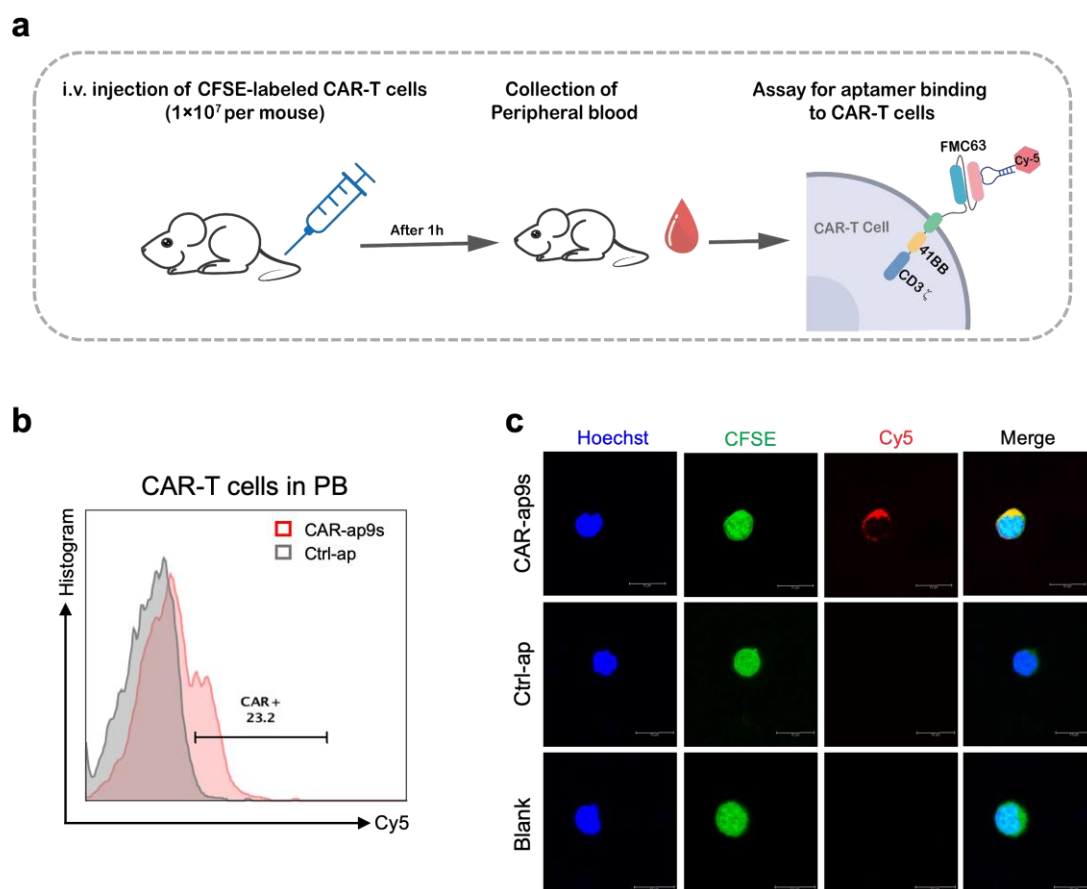 a
i.v. injection of CFSE-labeled CAR-T cells
(1×10⁷ per mouse)
After 1h
Collection of
Peripheral blood
Assay for aptamer binding
to CAR-T cells
FMC63
Cy-5
CAR-T Cell
41BB
CD3 ζ
b
CAR-T cells in PB
Histogram
CAR-ap9s
Ctrl-ap
CAR+
23.2
Cy5
c
Hoechst
CFSE
Cy5
Merge
CAR-ap9s
Ctrl-ap
Blank